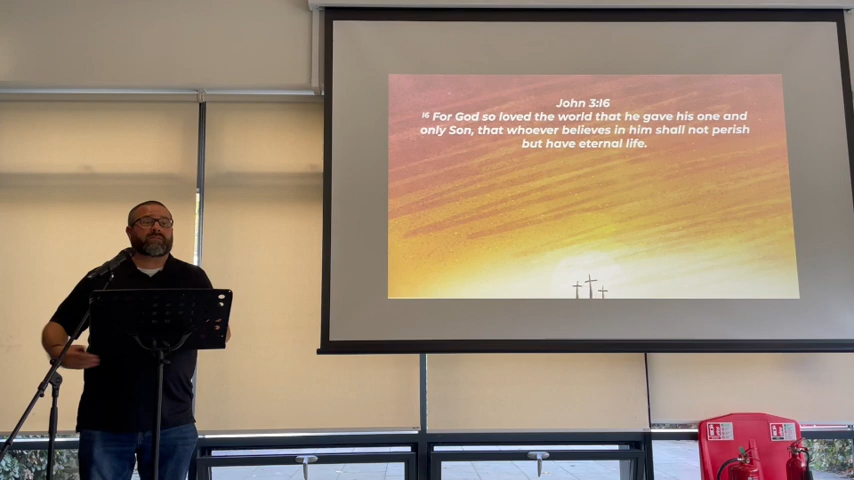 John 3:16
¹⁶ For God so loved the world that he gave his one and
only Son, that whoever believes in him shall not perish
but have eternal life.